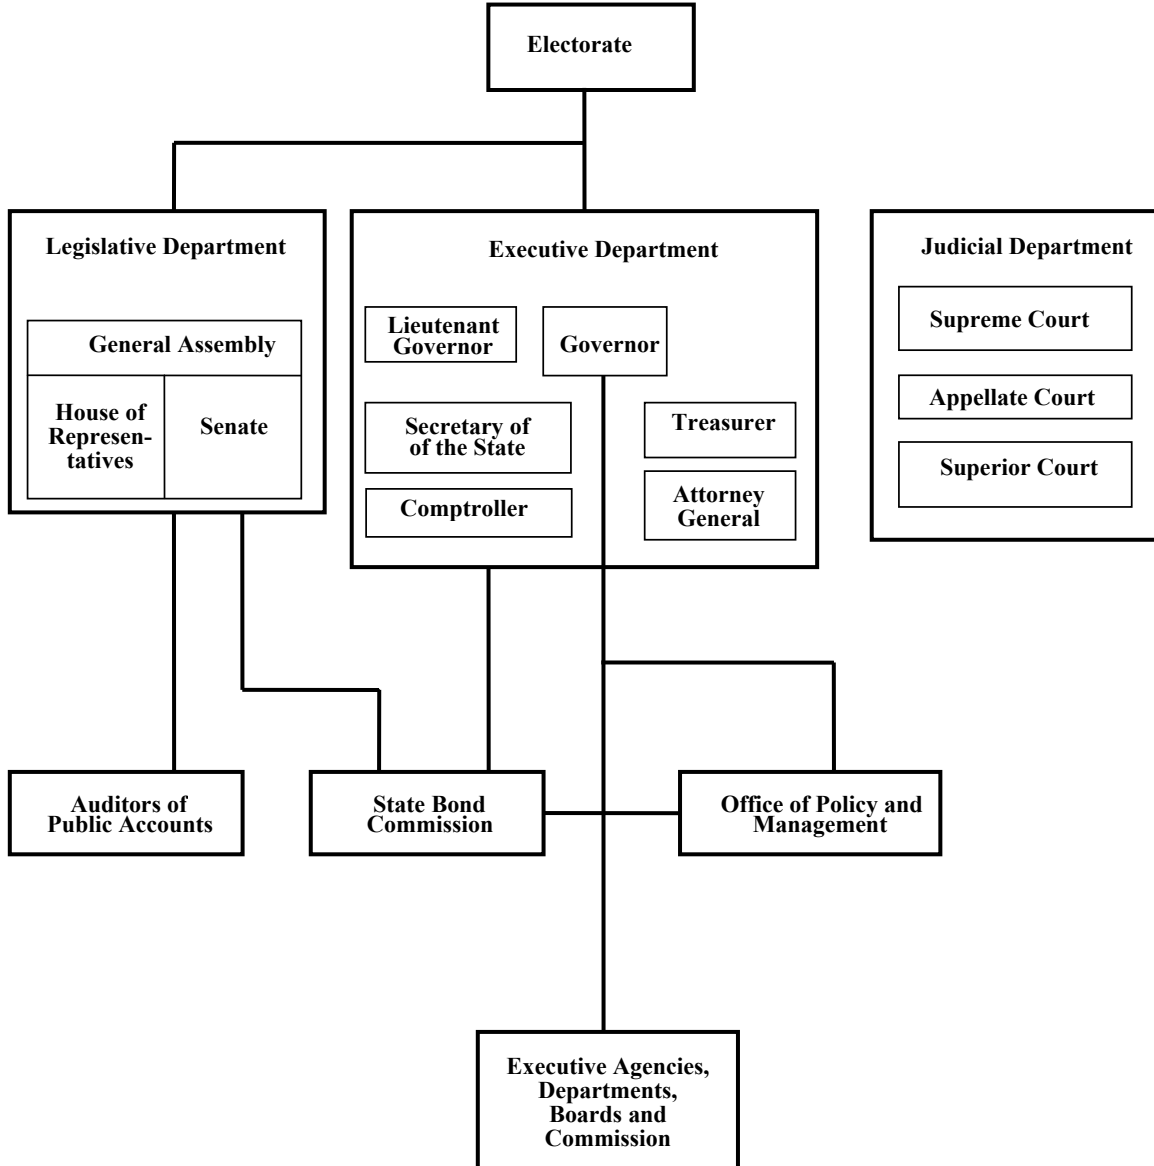 Electorate
Legislative Department
General Assembly
House of
Represen-
tatives
Senate
Executive Department
Lieutenant
Governor
Governor
Secretary of
of the State
Treasurer
Comptroller
Attorney
General
Judicial Department
Supreme Court
Appellate Court
Superior Court
Auditors of
Public Accounts
State Bond
Commission
Office of Policy and
Management
Executive Agencies,
Departments,
Boards and
Commission